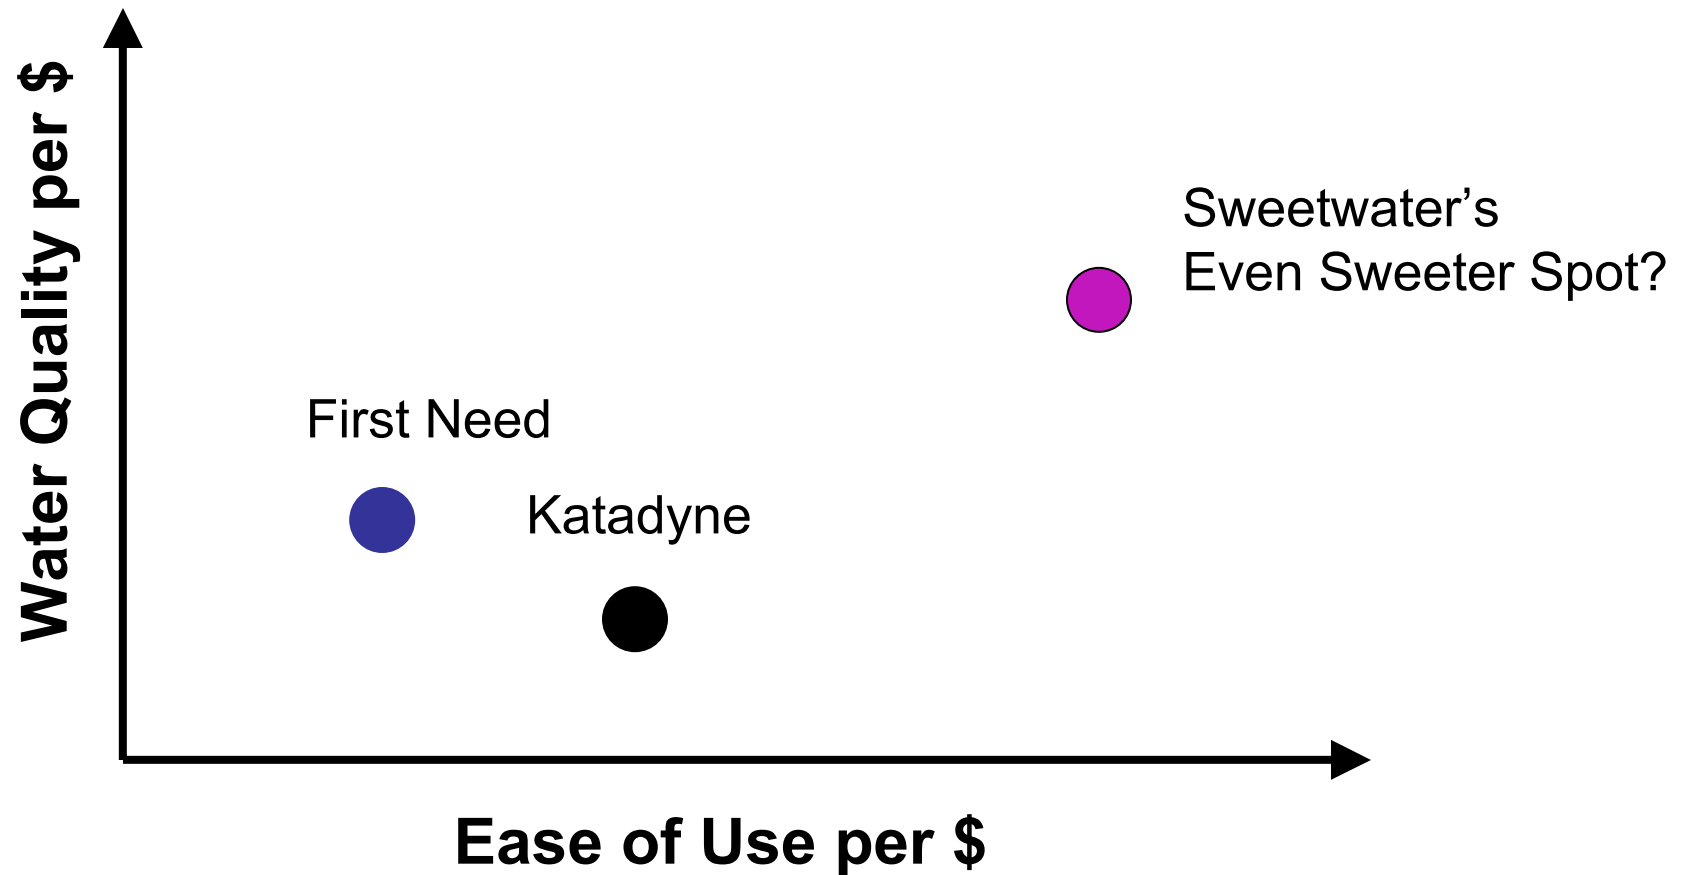 Water Quality per $
Sweetwater’s
Even Sweeter Spot?
First Need
Katadyne
Ease of Use per $